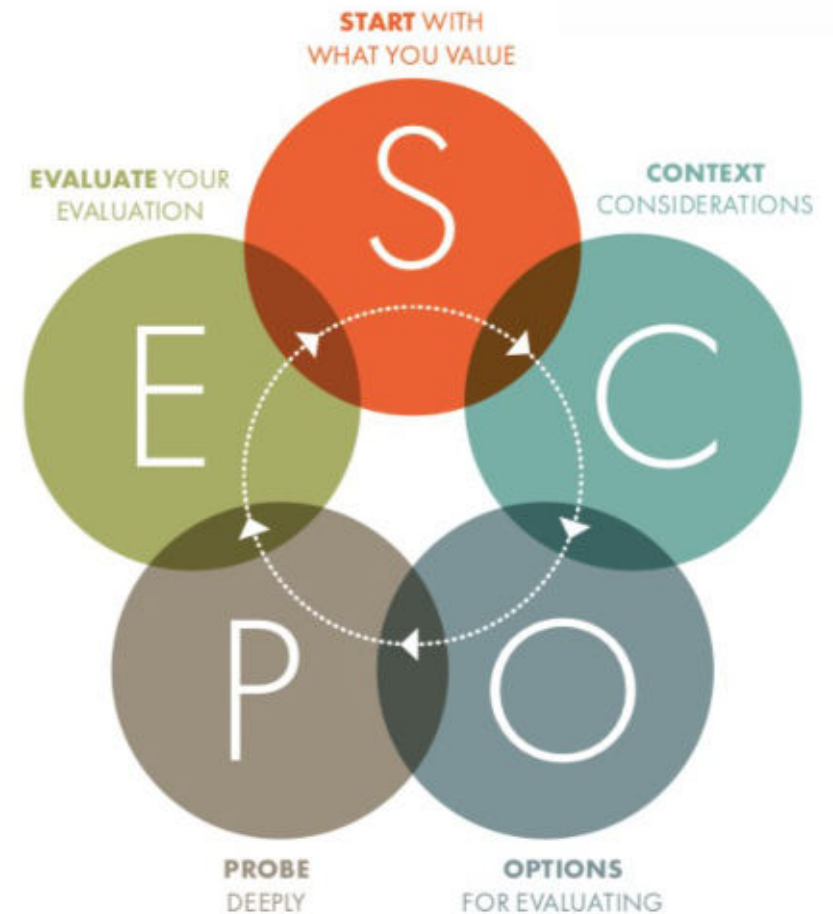 START WITH
WHAT YOU VALUE
S
CONTEXT
CONSIDERATIONS
C
OPTIONS
FOR EVALUATING
O
PROBE
DEEPLY
P
EVALUATE YOUR
EVALUATION
E